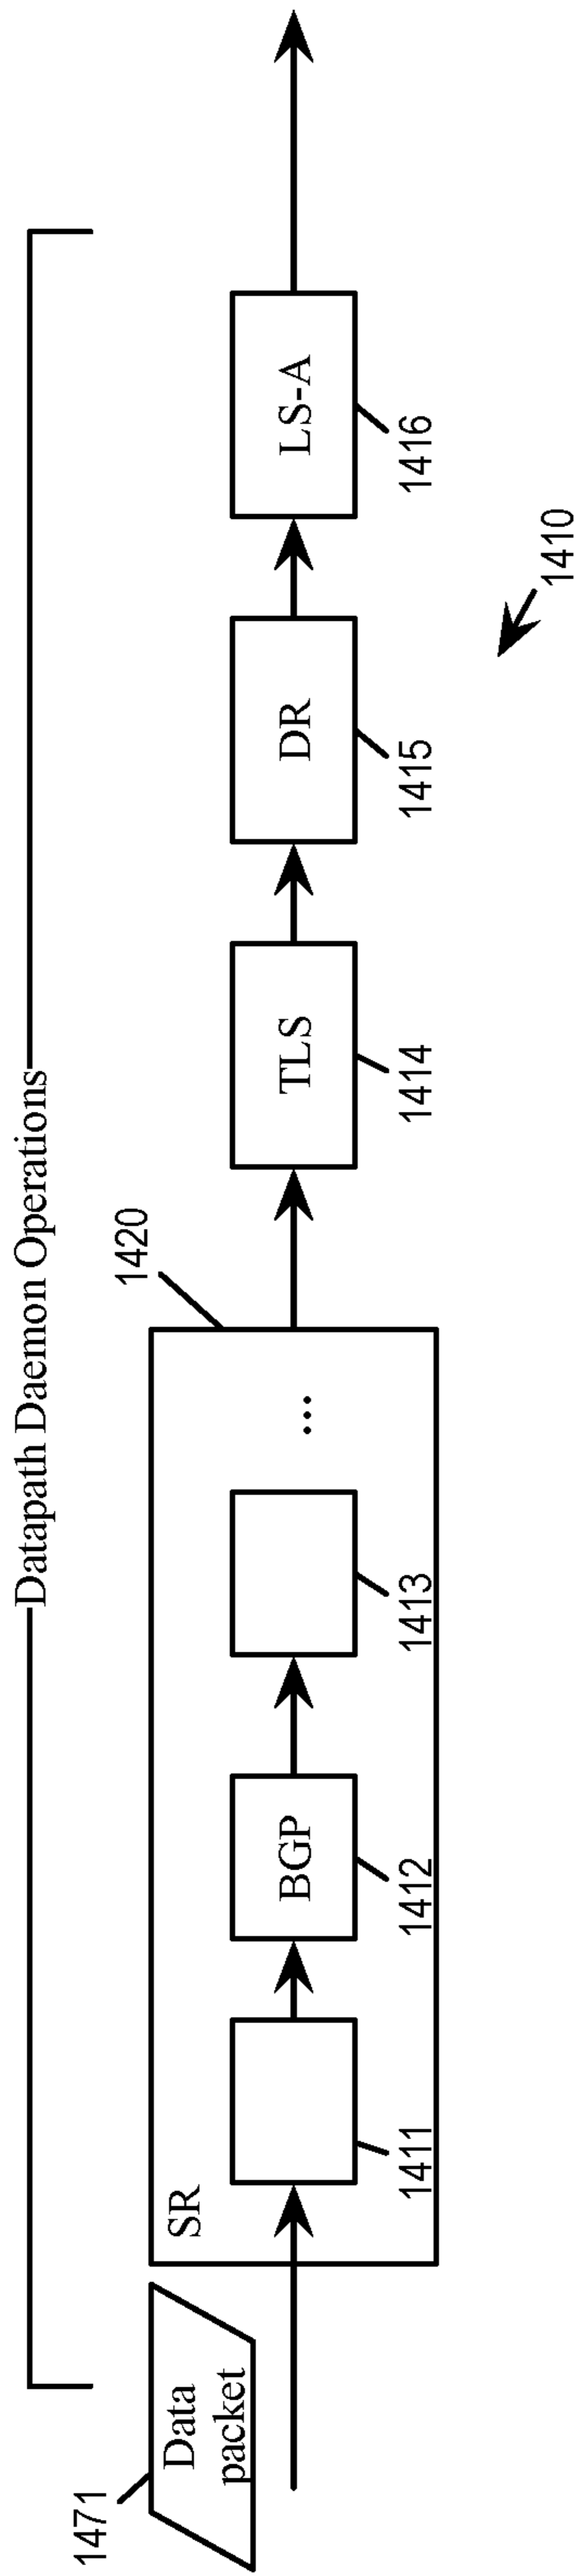 Datapath Daemon Operations
1471
Data
packet
SR
1420
BGP
...
TLS
DR
LS-A
1411
1412
1413
1414
1415
1416
1410